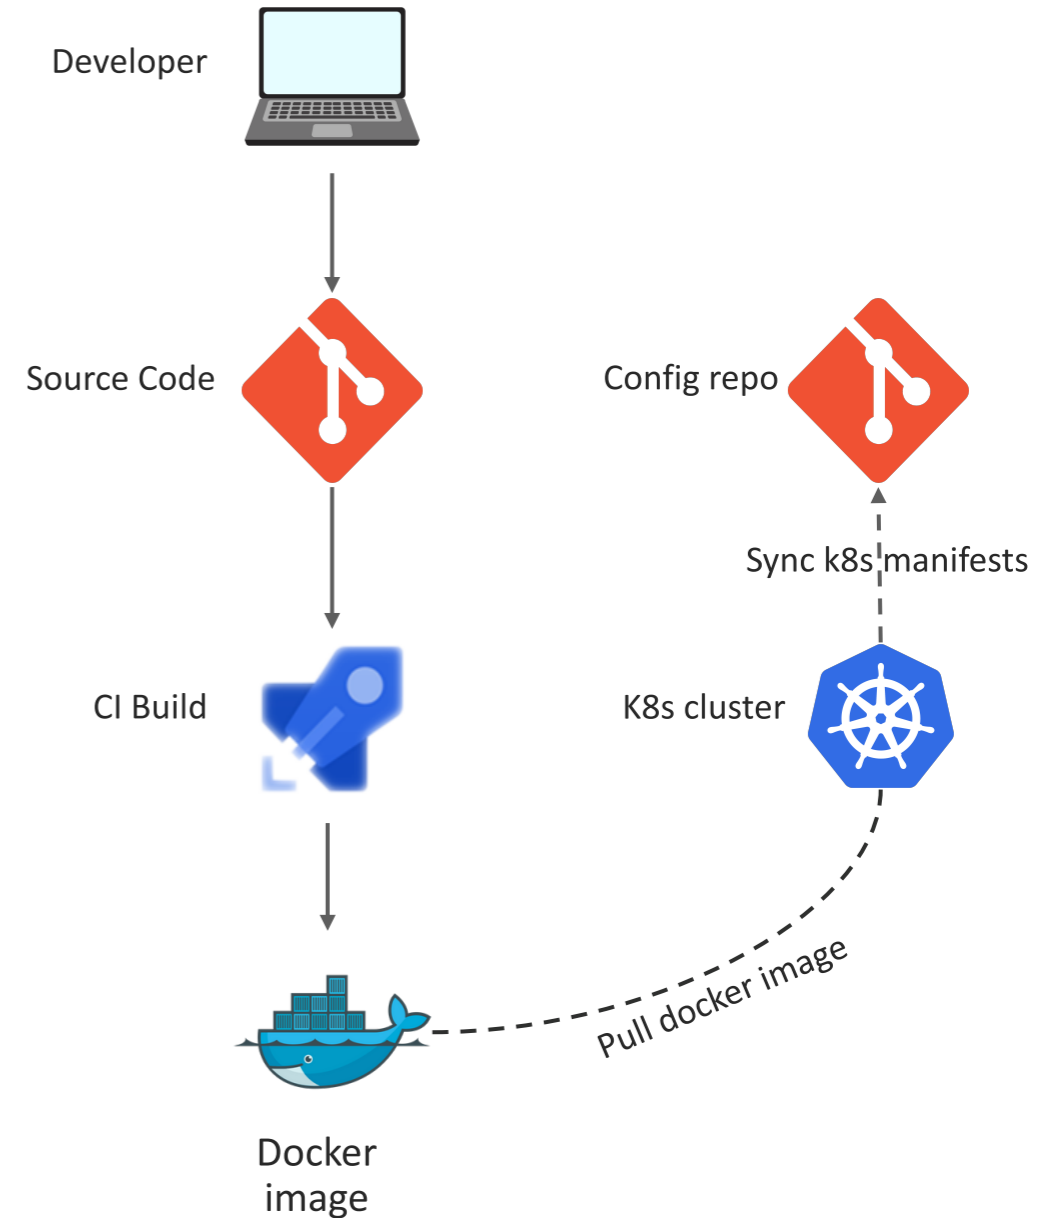 Developer
Source Code
Config repo
Sync k8s manifests
CI Build
K8s cluster
Pull docker image
Docker
image